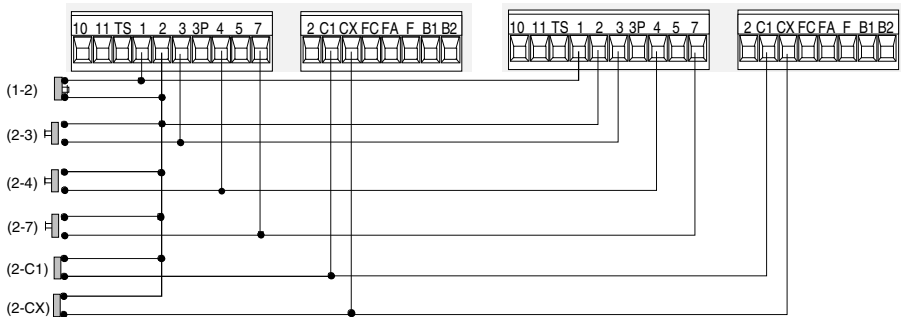 10 11 TS 1 2 3 3P 4 5 7
2 C1 CX FC FA F B1 B2
10 11 TS 1 2 3 3P 4 5 7
2 C1 CX FC FA F B1 B2
(1-2)
(2-3)
(2-4)
(2-7)
(2-C1)
(2-CX)